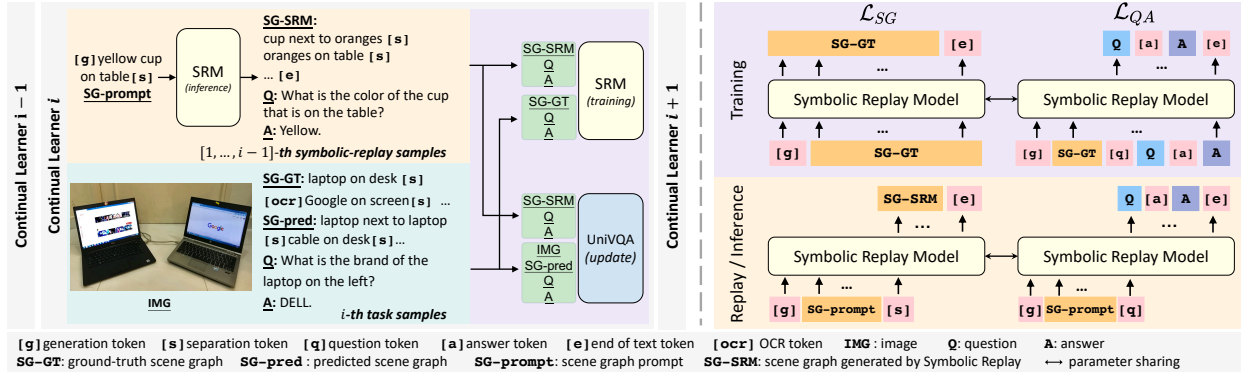 Continual Learner i − 1
Continual Learner i
[g]yellow cup
on table[s]
SG-prompt
SRM
(inference)
SG-SRM:
cup next to oranges [s]
oranges on table [s]
... [e]
Q: What is the color of the cup
that is on the table?
A: Yellow.
[1, ..., i − 1]-th symbolic-replay samples
IMG
SG-GT: laptop on desk [s]
[ocr]Google on screen[s] ...
SG-pred: laptop next to laptop
[s]cable on desk[s]...
Q: What is the brand of the
laptop on the left?
A: DELL.
i-th task samples
SG-SRM
Q
A
SG-GT
Q
A
SRM
(training)
SG-SRM
Q
A
IMG
SG-pred
Q
A
UniVQA
(update)
Continual Learner i + 1
Training
ℒSG
SG-GT [e]
...
Symbolic Replay Model
...
[g] SG-GT
ℒQA
Q [a] A [e]
...
Symbolic Replay Model
...
[g] SG-GT [q] Q [a] A
Replay / Inference
SG-SRM [e]
...
Symbolic Replay Model
...
[g] SG-prompt [s]
Q [a] A [e]
...
Symbolic Replay Model
...
[g] SG-prompt [q]
[g]generation token [s]separation token [q]question token [a]answer token [e]end of text token [ocr] OCR token IMG : image Q: question A: answer
SG-GT: ground-truth scene graph SG-pred : predicted scene graph SG-prompt: scene graph prompt SG-SRM: scene graph generated by Symbolic Replay ↔ parameter sharing